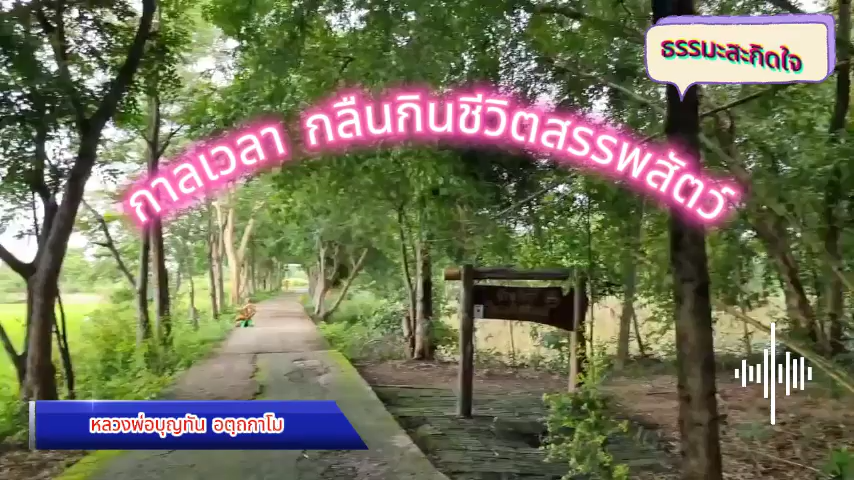 ธรรมะสะกิดใจ
กาลเวลา กลืนกินชีวิตสรรพสัตว์
หลวงพ่อบุญทัน อตฺถกาโม